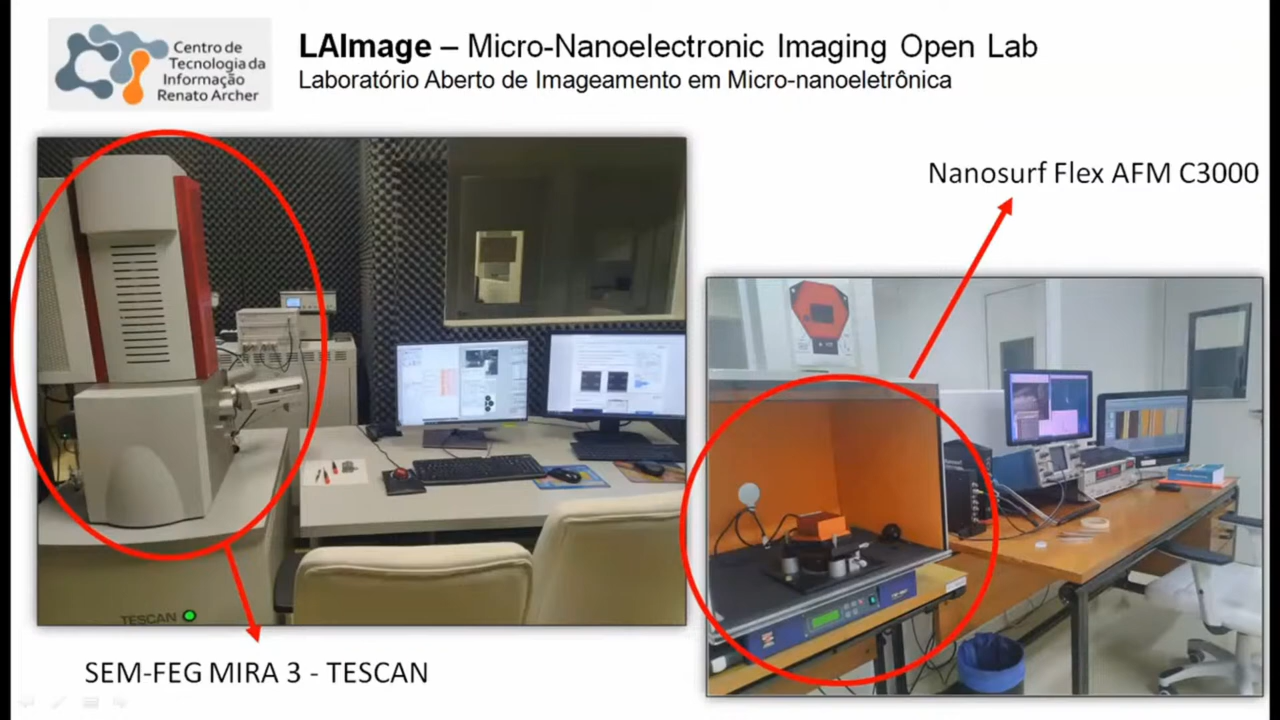 Centro de
Tecnologia da
Informação
Renato Archer
LAImage – Micro-Nanoelectronic Imaging Open Lab
Laboratório Aberto de Imageamento em Micro-nanoeletrônica
Nanosurf Flex AFM C3000
TESCAN
SEM-FEG MIRA 3 - TESCAN